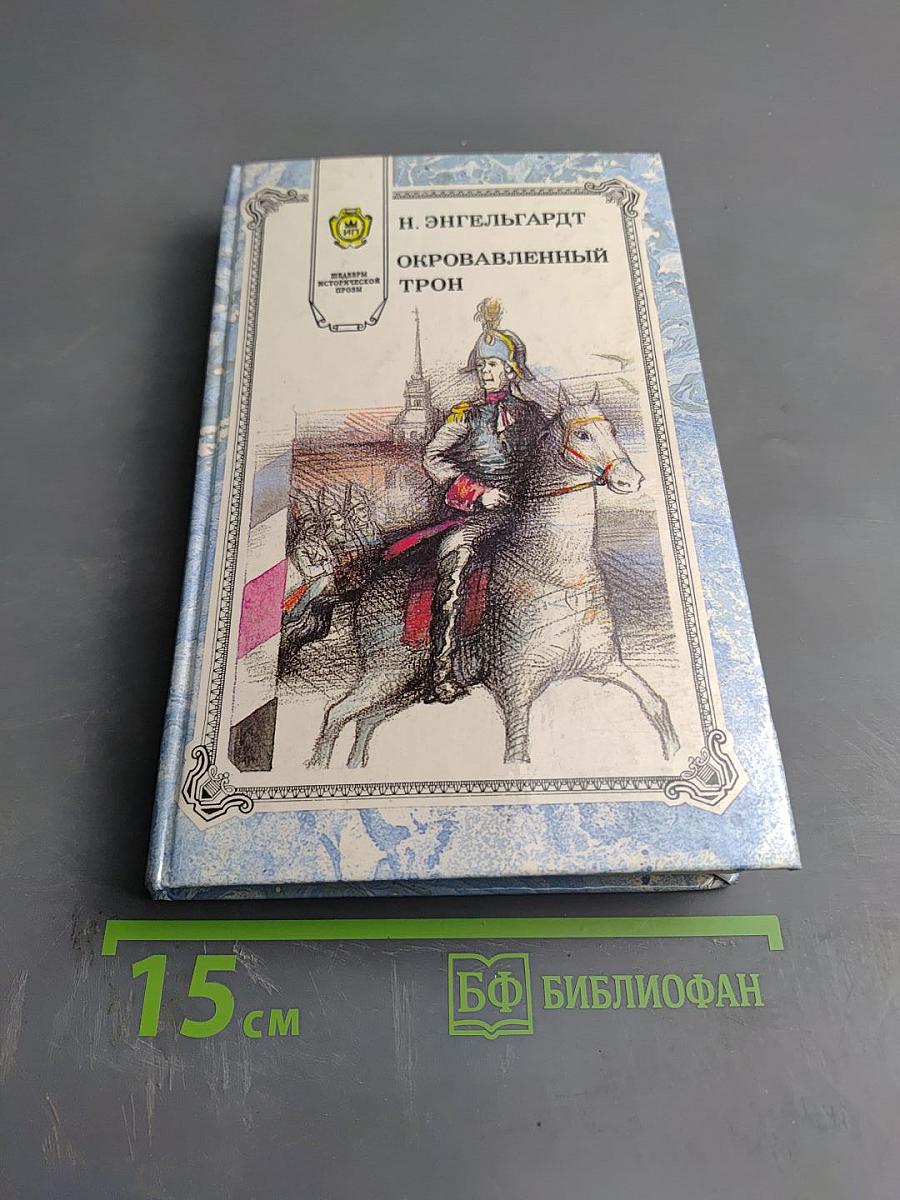 Н. ЭНГЕЛЬГАРДТ
ОКРОВАВЛЕННЫЙ
ТРОН
ИП
ШЕДЕВРЫ
ИСТОРИЧЕСКОЙ
ПРОЗЫ
15 СМ
БФ БИБЛИОФАН